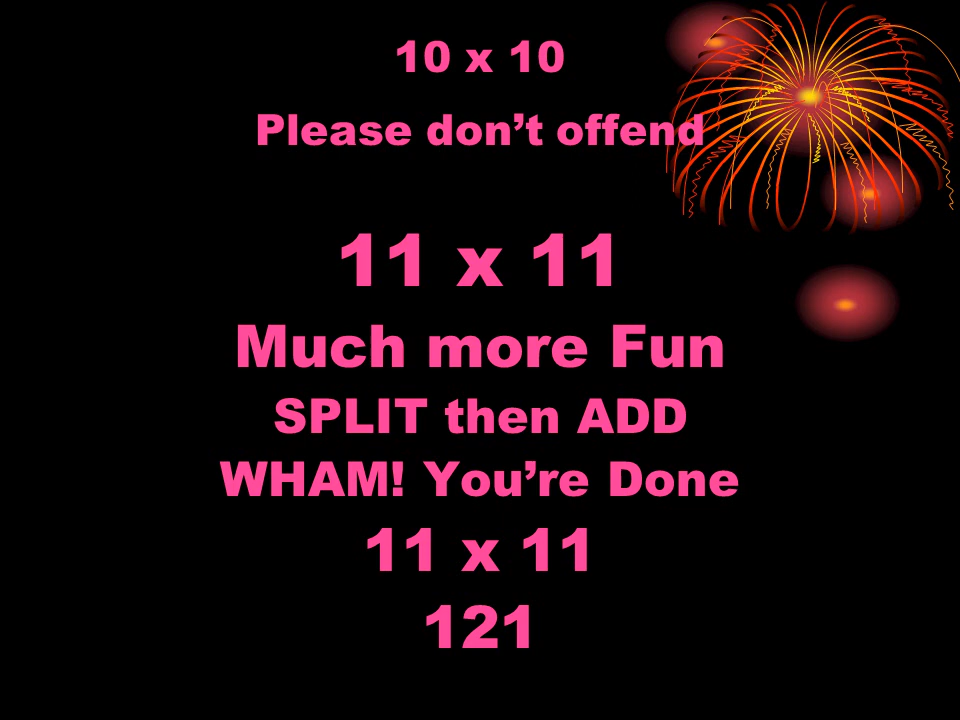 10 x 10
Please don’t offend
11 x 11
Much more Fun
SPLIT then ADD
WHAM! You’re Done
11 x 11
121